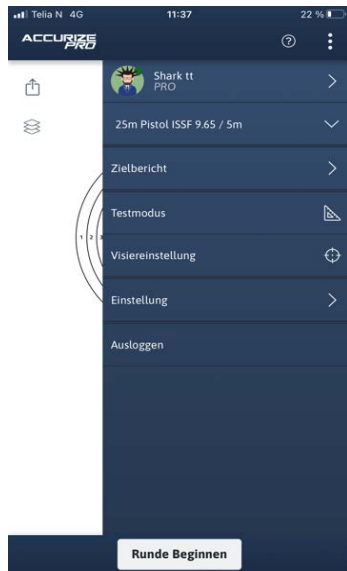 Telia N 4G 11:37 22 %
ACCURIZE
PRO
?
Shark tt
PRO
25m Pistol ISSF 9.65 / 5m
Zielbericht
1 2 3
Testmodus
Visiereinstellung
Einstellung
Ausloggen
Runde Beginnen